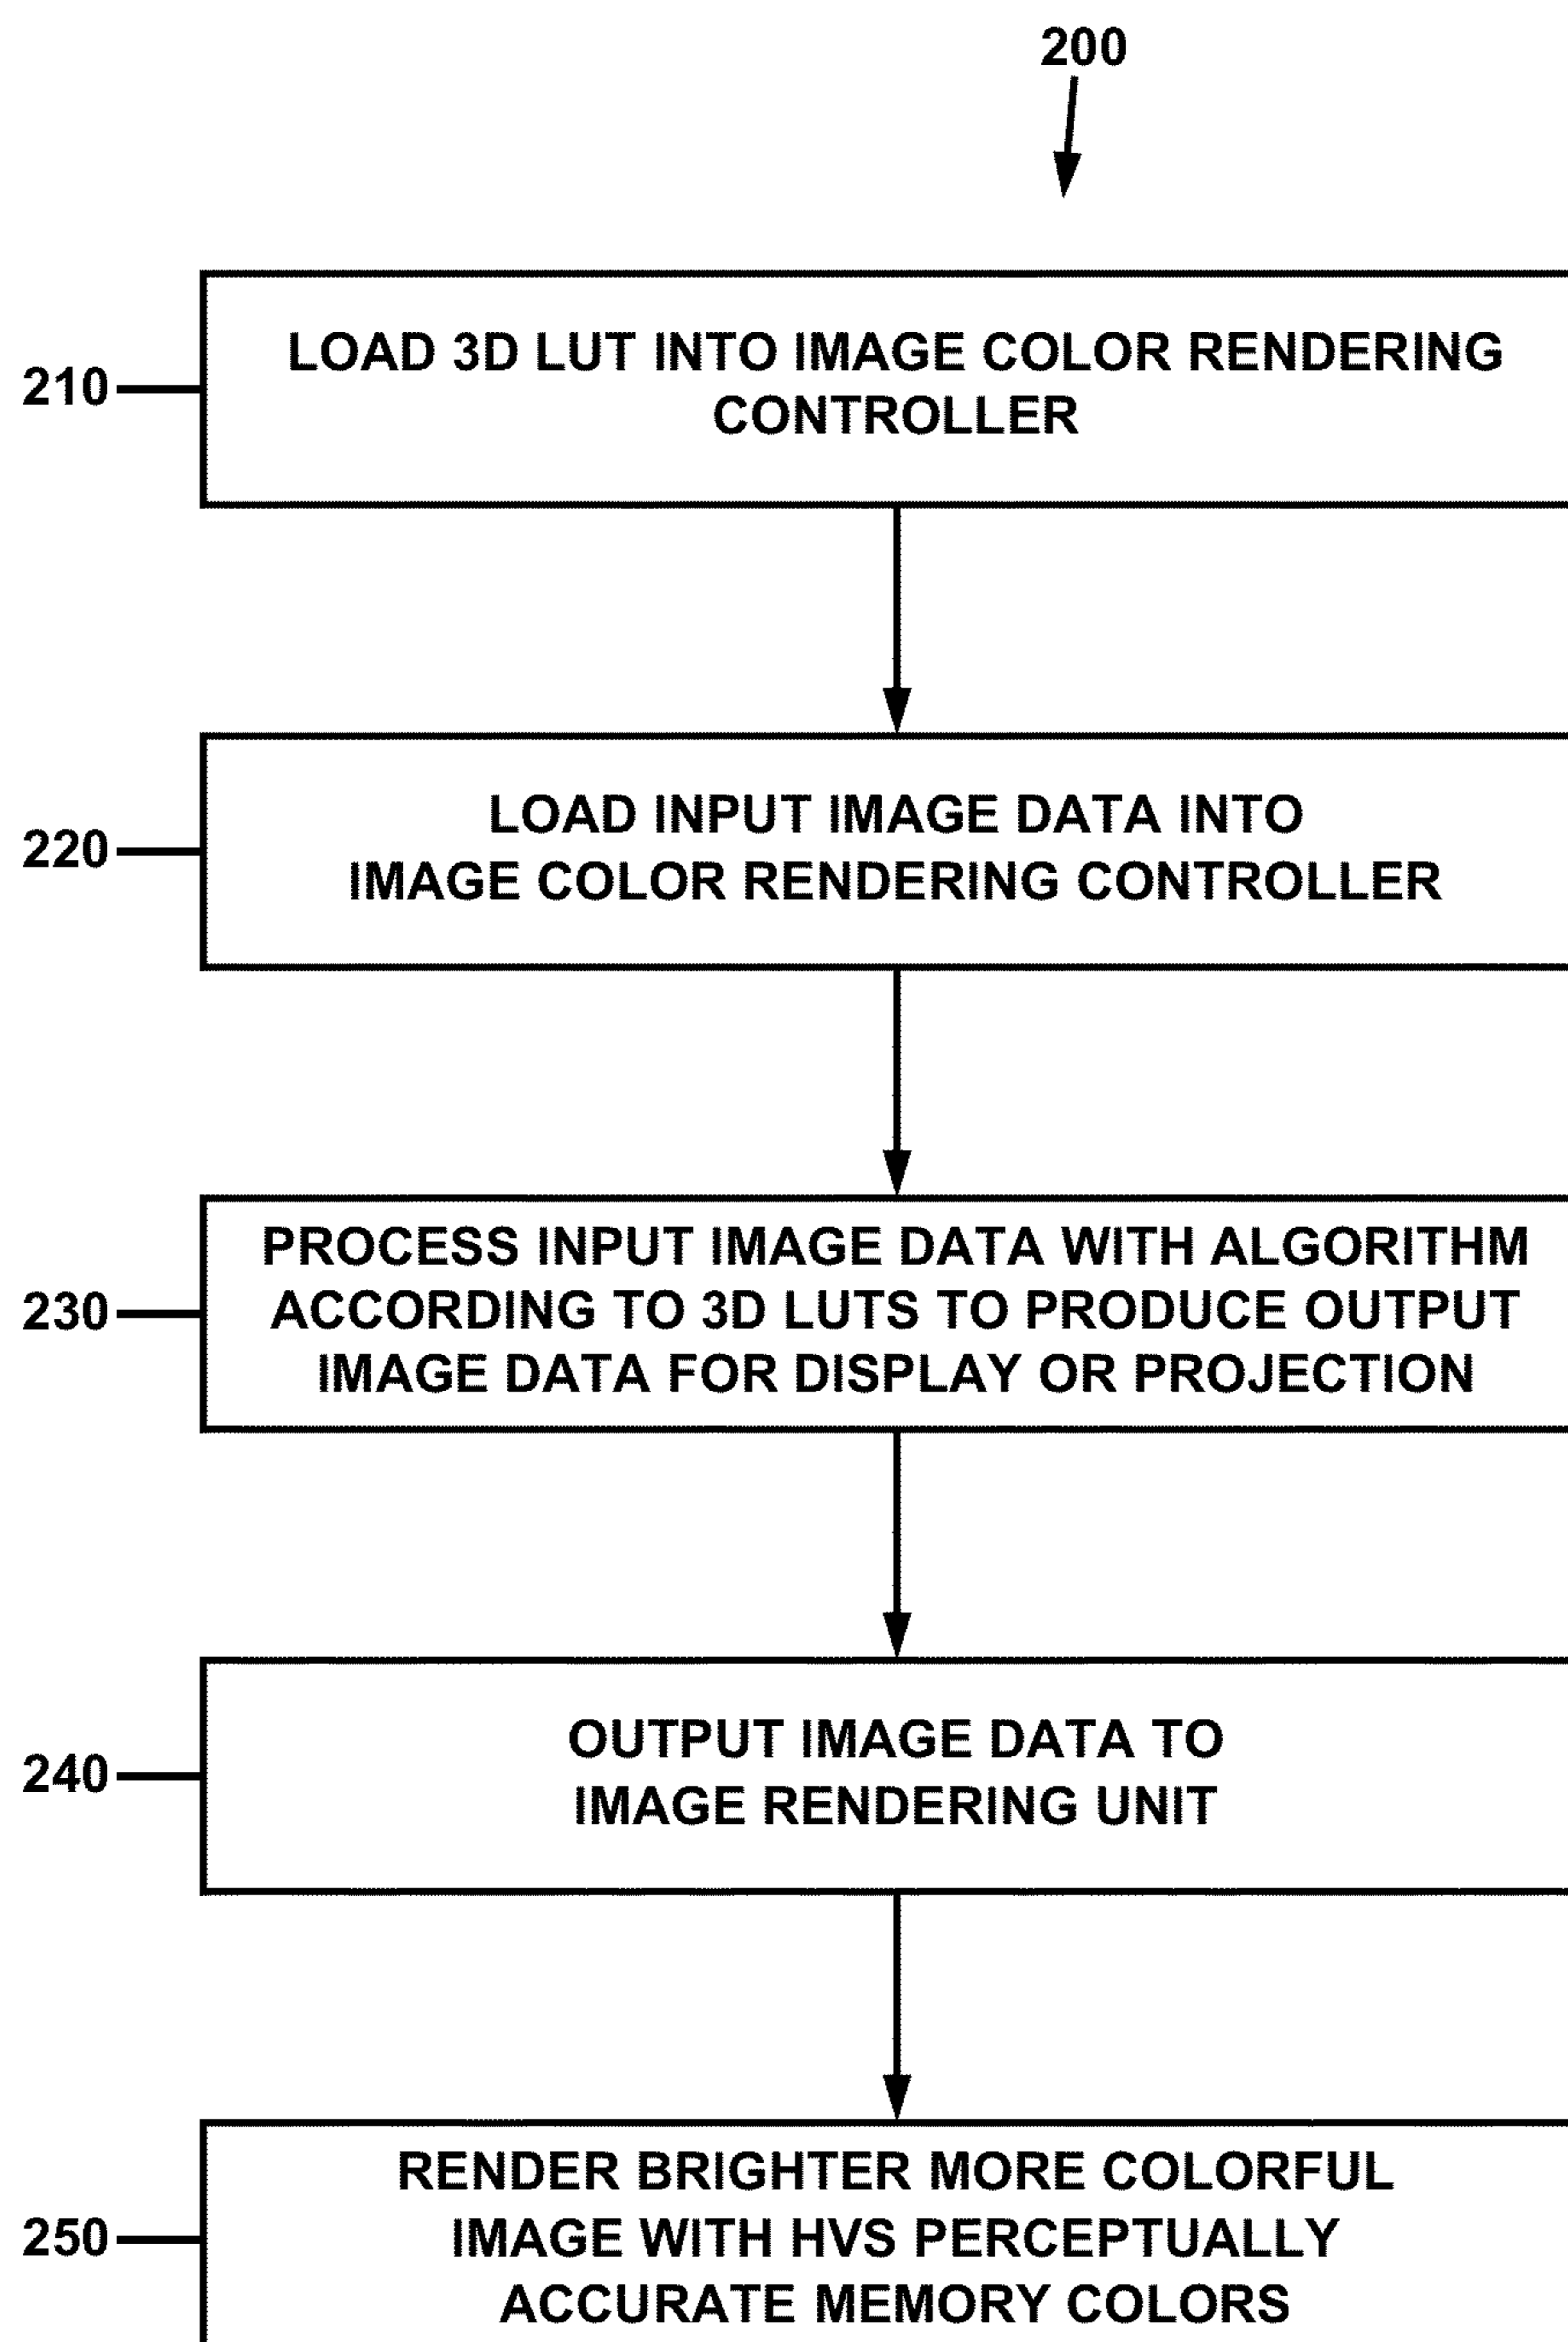 200
210
LOAD 3D LUT INTO IMAGE COLOR RENDERING
CONTROLLER
220
LOAD INPUT IMAGE DATA INTO
IMAGE COLOR RENDERING CONTROLLER
230
PROCESS INPUT IMAGE DATA WITH ALGORITHM
ACCORDING TO 3D LUTS TO PRODUCE OUTPUT
IMAGE DATA FOR DISPLAY OR PROJECTION
240
OUTPUT IMAGE DATA TO
IMAGE RENDERING UNIT
250
RENDER BRIGHTER MORE COLORFUL
IMAGE WITH HVS PERCEPTUALLY
ACCURATE MEMORY COLORS